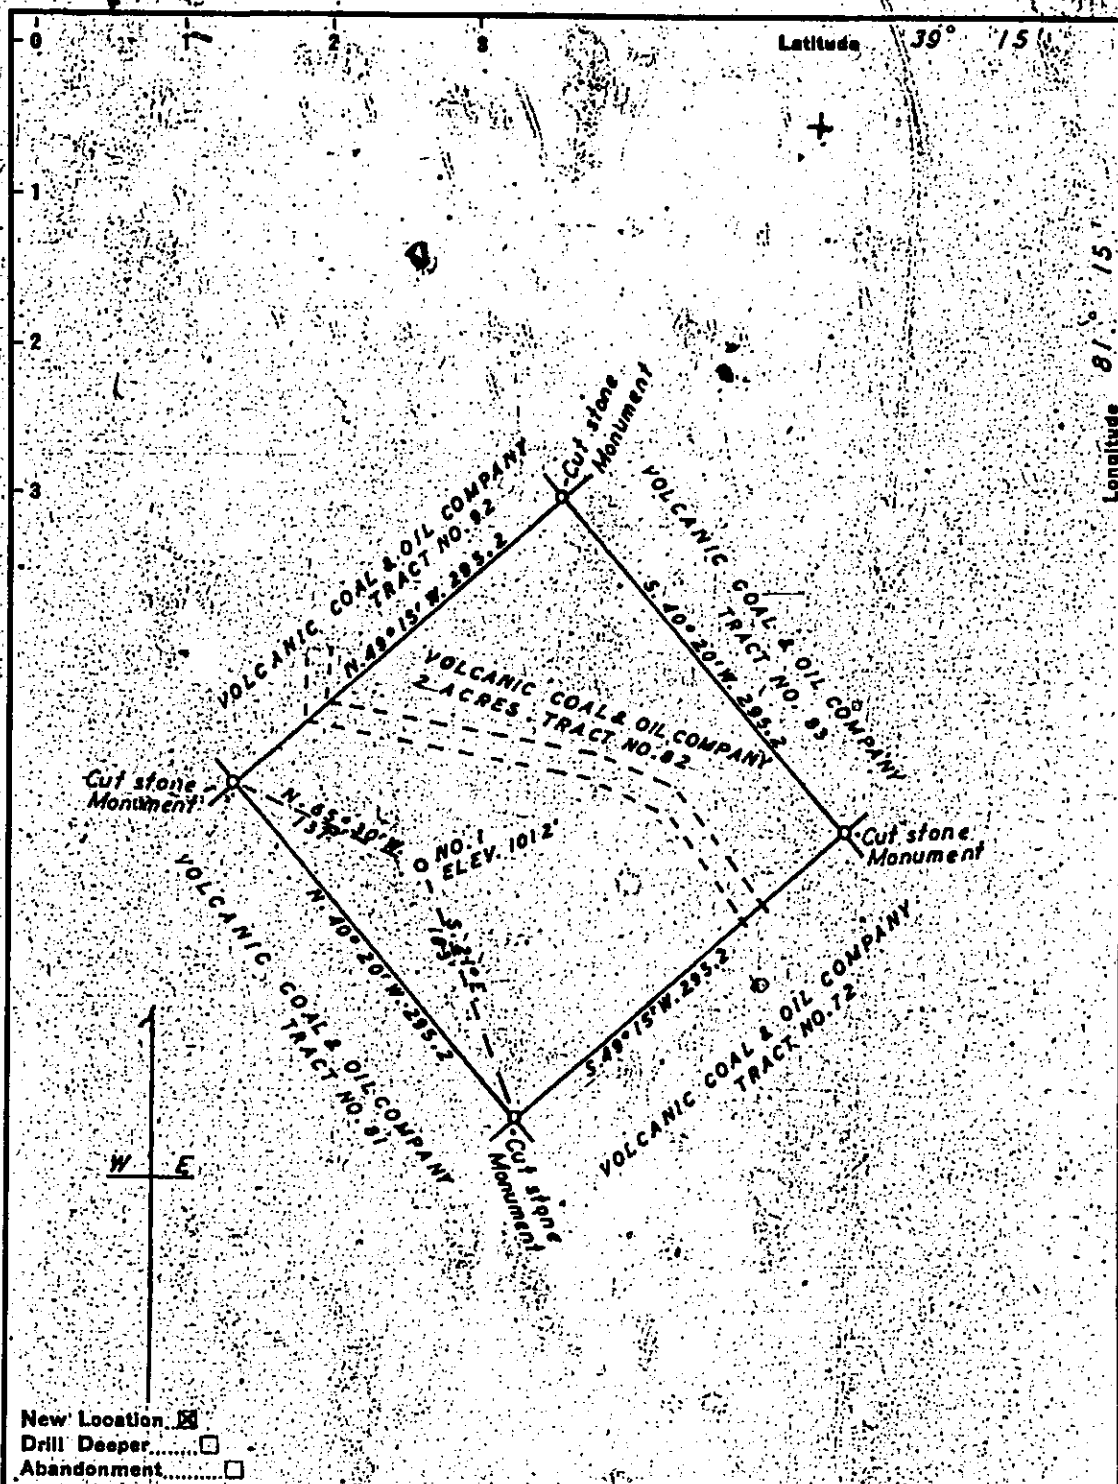 0 1 2 3 Latitude 39° 15'
1
2
3
Longitude 81° 15'
Cut stone
Monument
VOLCANIC COAL & OIL COMPANY
TRACT NO. 92
N. 49° 15' W. 295.2
VOLCANIC COAL & OIL COMPANY
TRACT NO. 83
S. 40° 20' W. 295.2
VOLCANIC COAL & OIL COMPANY
2 ACRES - TRACT NO. 82
Cut stone
Monument
N. 65° 30' W.
NO. 1
ELEV. 1012'
Cut stone
Monument
S. 21° E.
N. 40° 20' W. 295.2
VOLCANIC COAL & OIL COMPANY
TRACT NO. 81
S. 49° 15' W. 295.2
VOLCANIC COAL & OIL COMPANY
TRACT NO. 72
Cut stone
Monument
W E
New Location ☒
Drill Deeper........☐
Abandonment.........☐